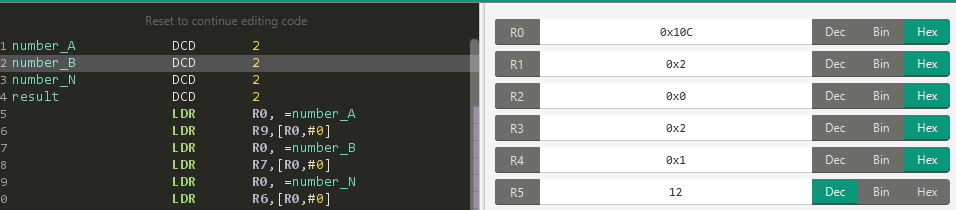 Reset to continue editing code
1 number_A DCD 2
2 number_B DCD 2
3 number_N DCD 2
4 result DCD 2
5 LDR R0, =number_A
6 LDR R9,[R0,#0]
7 LDR R0, =number_B
8 LDR R7,[R0,#0]
9 LDR R0, =number_N
0 LDR R6,[R0,#0]
R0 0x10C Dec Bin Hex
R1 0x2 Dec Bin Hex
R2 0x0 Dec Bin Hex
R3 0x2 Dec Bin Hex
R4 0x1 Dec Bin Hex
R5 12 Dec Bin Hex